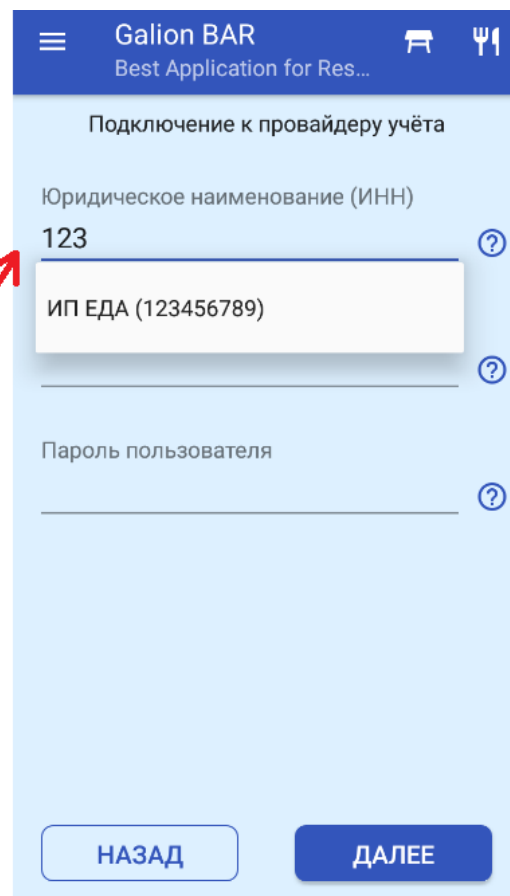 Galion BAR
Best Application for Res...
Подключение к провайдеру учёта
Юридическое наименование (ИНН)
123
ИП ЕДА (123456789)
Пароль пользователя
НАЗАД
ДАЛЕЕ